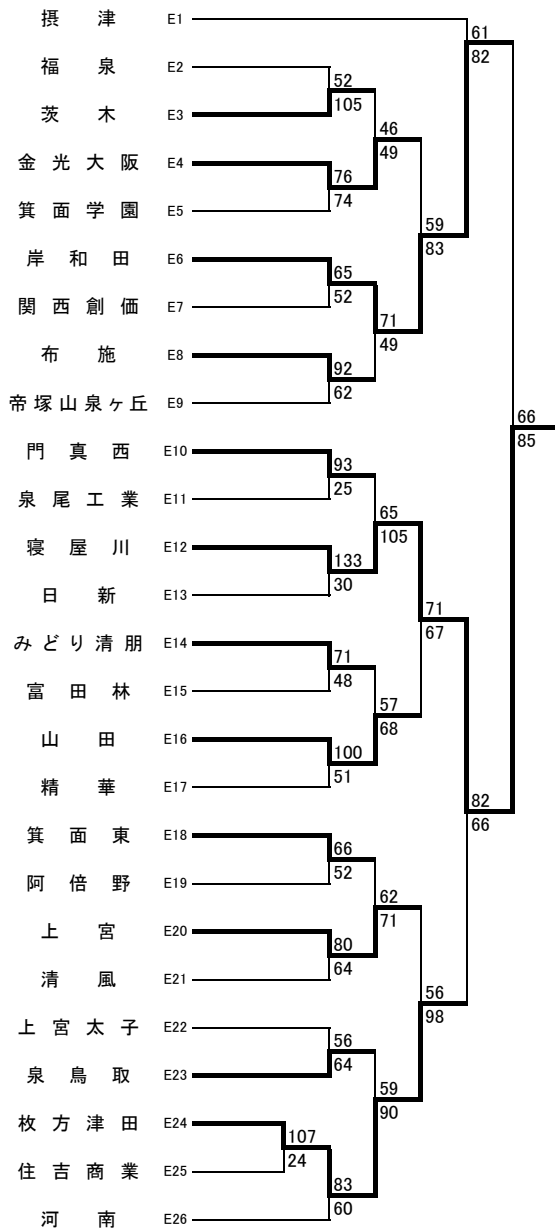 摂津 E1
61
82
福泉 E2
52
105
茨木 E3
46
49
金光大阪 E4
76
74
箕面学園 E5
59
83
岸和田 E6
65
52
関西創価 E7
71
49
布施 E8
92
62
帝塚山泉ヶ丘 E9
66
85
門真西 E10
93
25
泉尾工業 E11
65
105
寝屋川 E12
133
30
日新 E13
71
67
みどり清朋 E14
71
48
富田林 E15
57
68
山田 E16
100
51
精華 E17
82
66
箕面東 E18
66
52
阿倍野 E19
62
71
上宮 E20
80
64
清風 E21
56
98
上宮太子 E22
56
64
泉鳥取 E23
59
90
枚方津田 E24
107
24
住吉商業 E25
83
60
河南 E26